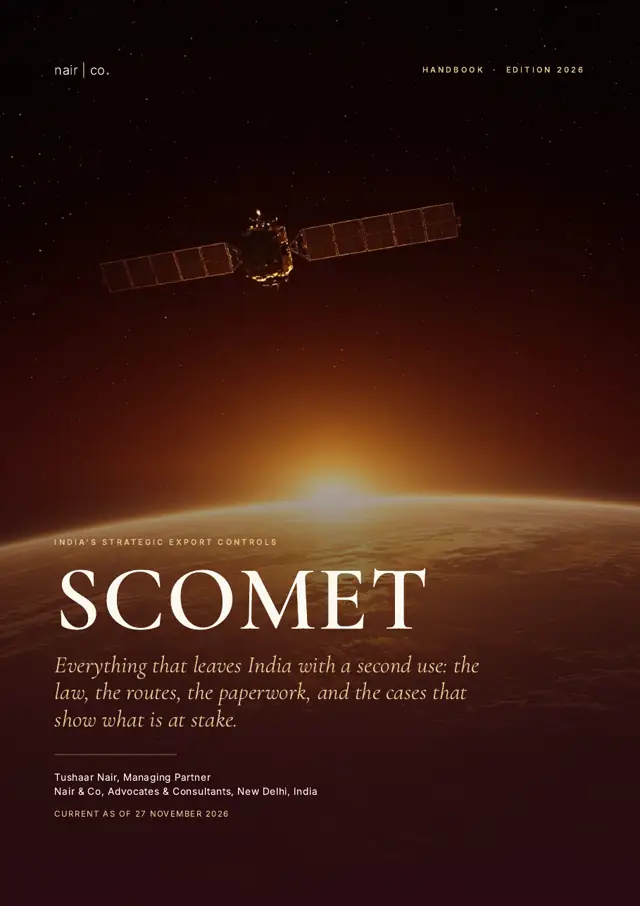 nair | co.
HANDBOOK · EDITION 2026
INDIA'S STRATEGIC EXPORT CONTROLS
SCOMET
Everything that leaves India with a second use: the
law, the routes, the paperwork, and the cases that
show what is at stake.
Tushaar Nair, Managing Partner
Nair & Co, Advocates & Consultants, New Delhi, India
CURRENT AS OF 27 NOVEMBER 2026